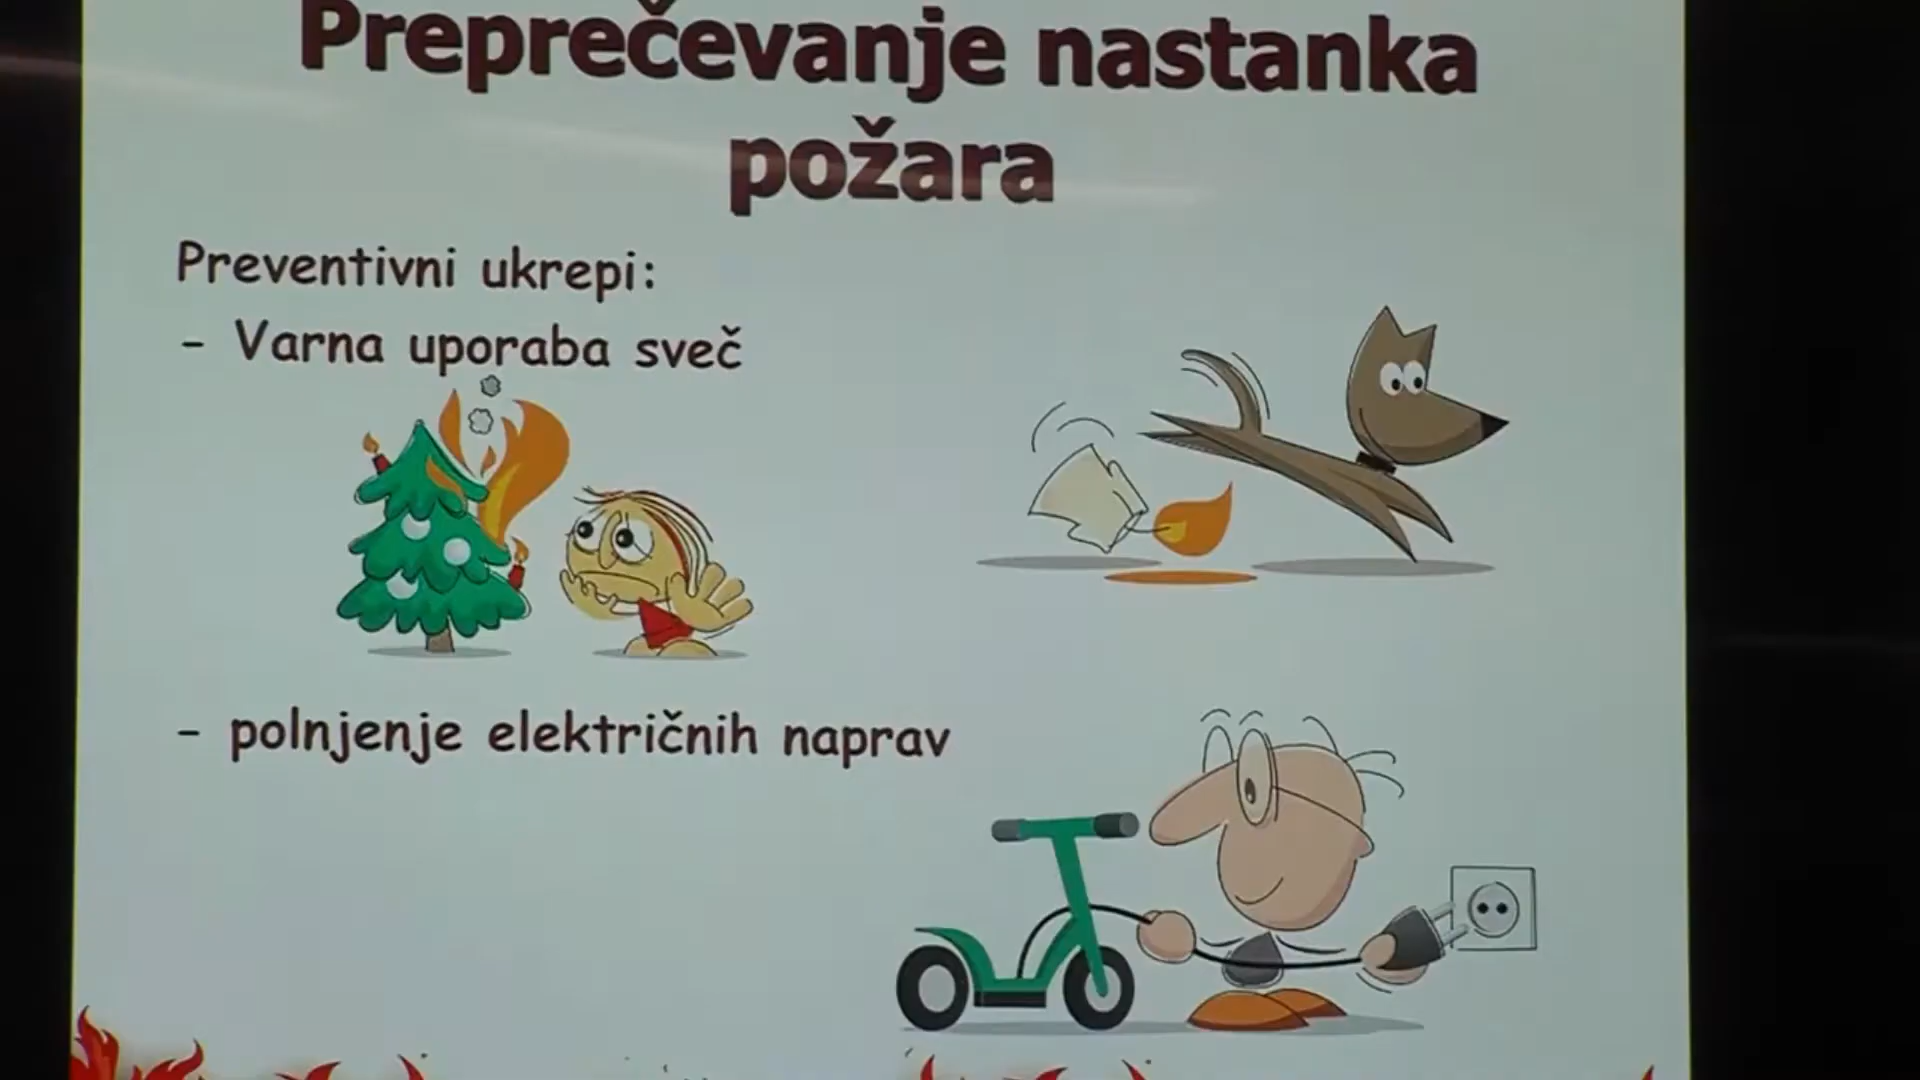 Preprečevanje nastanka
požara
Preventivni ukrepi:
- Varna uporaba sveč
- polnjenje električnih naprav